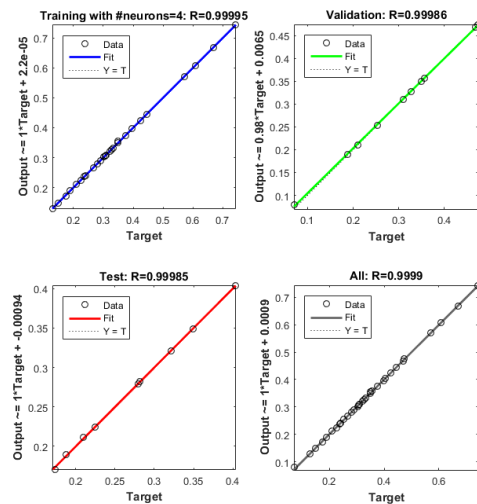 Training with #neurons=4: R=0.99995
Output ~= 1*Target + 2.2e-05
0.7
0.6
0.5
0.4
0.3
0.2
Data
Fit
Y = T
0.2 0.3 0.4 0.5 0.6 0.7
Target
Validation: R=0.99986
Output ~= 0.98*Target + 0.0065
0.45
0.4
0.35
0.3
0.25
0.2
0.15
0.1
Data
Fit
Y = T
0.1 0.2 0.3 0.4
Target
Test: R=0.99985
Output ~= 1*Target + -0.00094
0.4
0.35
0.3
0.25
0.2
Data
Fit
Y = T
0.2 0.25 0.3 0.35 0.4
Target
All: R=0.9999
Output ~= 1*Target + 0.0009
0.7
0.6
0.5
0.4
0.3
0.2
0.1
Data
Fit
Y = T
0.2 0.4 0.6
Target